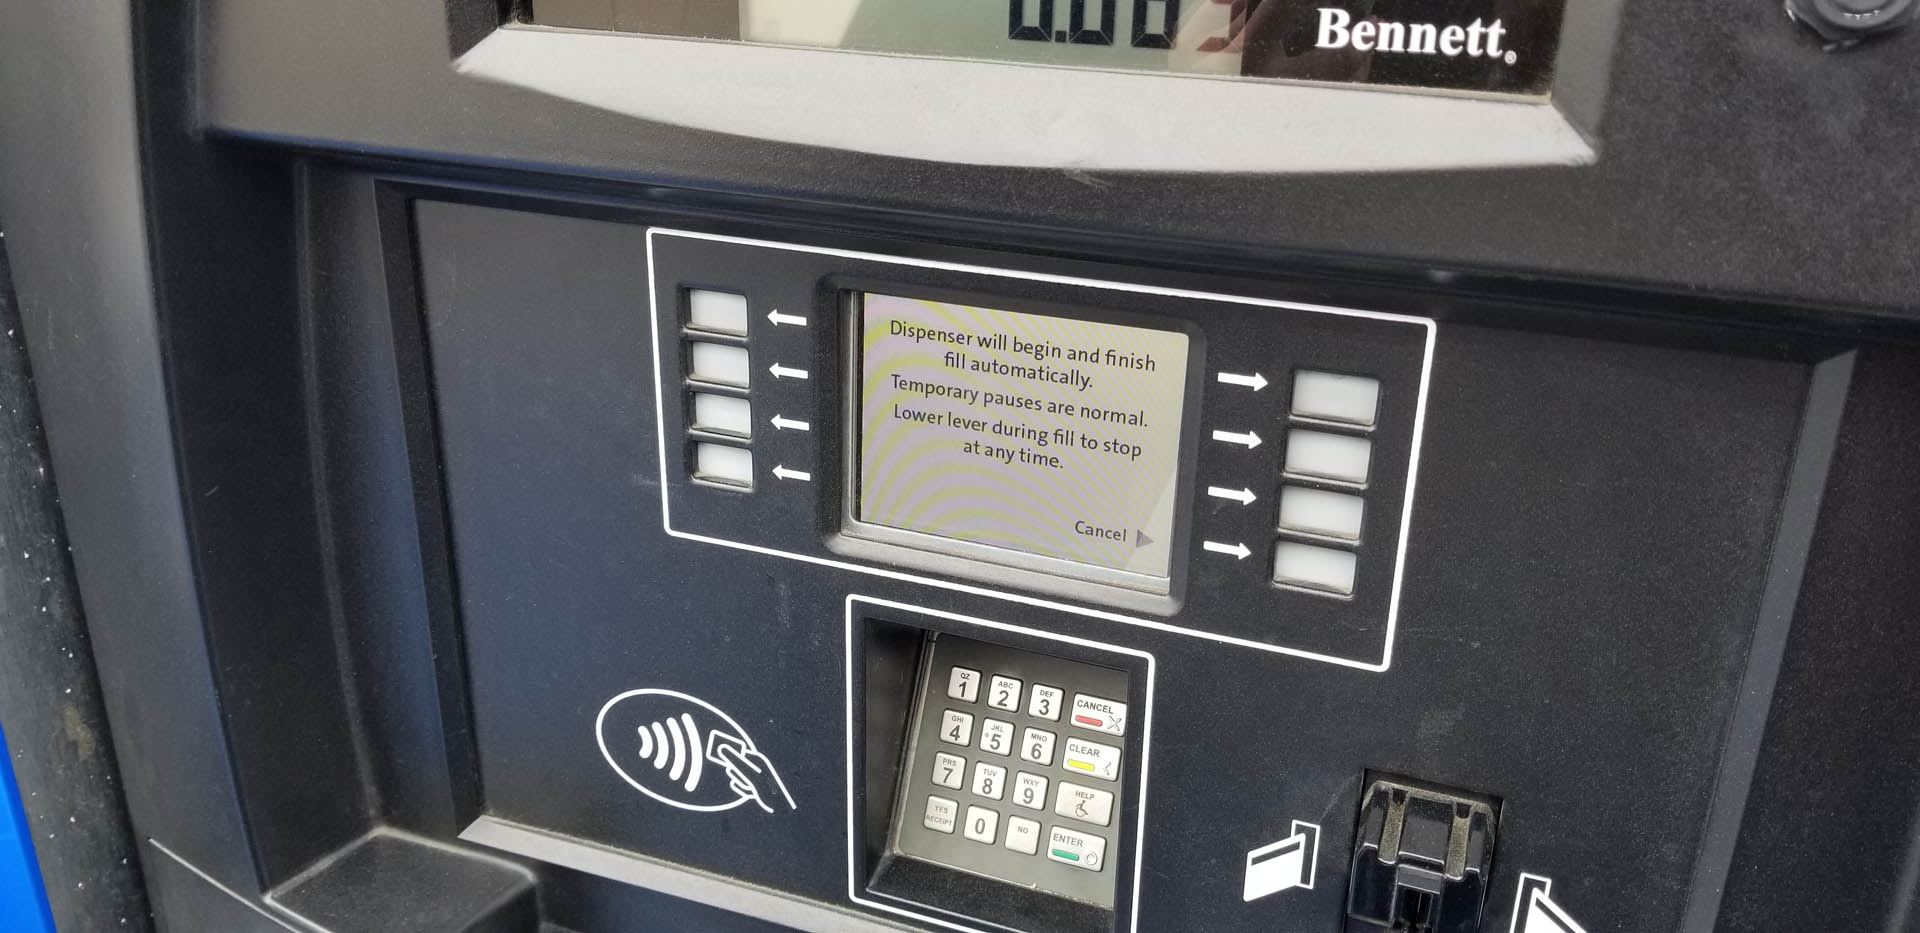 Bennett®
Dispenser will begin and finish
fill automatically.
Temporary pauses are normal.
Lower lever during fill to stop
at any time.
Cancel
QZ 1
ABC 2
DEF 3
CANCEL
GHI 4
JKL 5
MNO 6
CLEAR
PRS 7
TUV 8
WXY 9
HELP
YES
RECEIPT
0
NO
ENTER